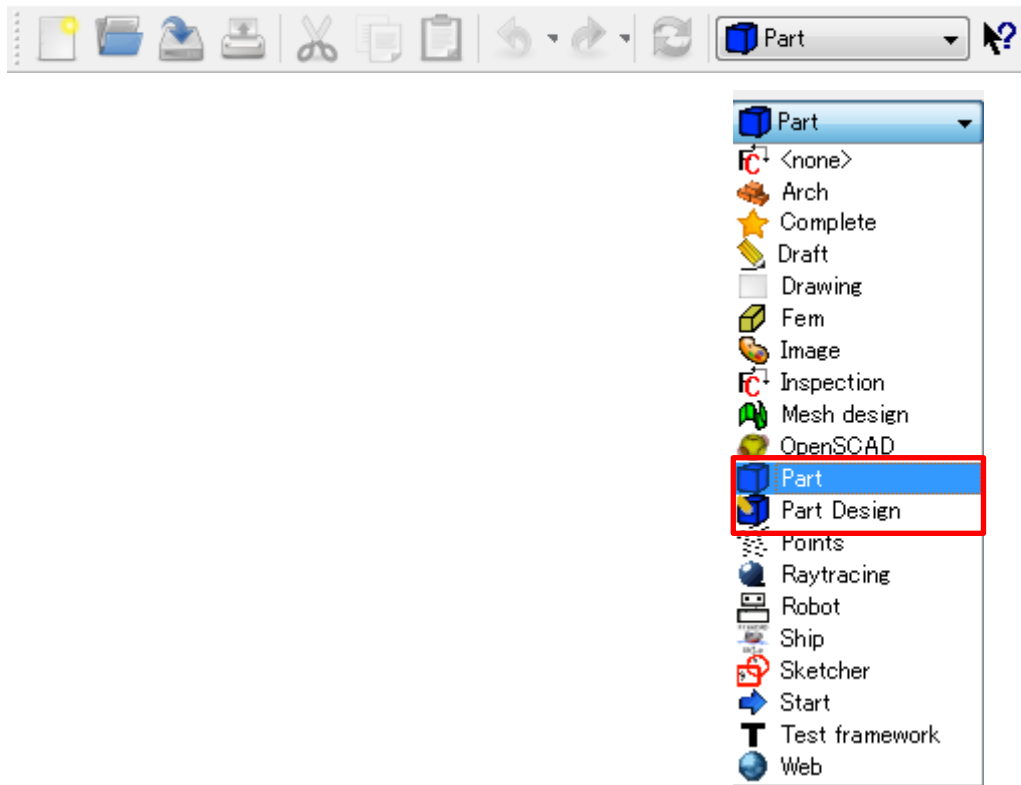 Part
Part
<none>
Arch
Complete
Draft
Drawing
Fem
Image
Inspection
Mesh design
OpenSCAD
Part
Part Design
Points
Raytracing
Robot
Ship
Sketcher
Start
Test framework
Web